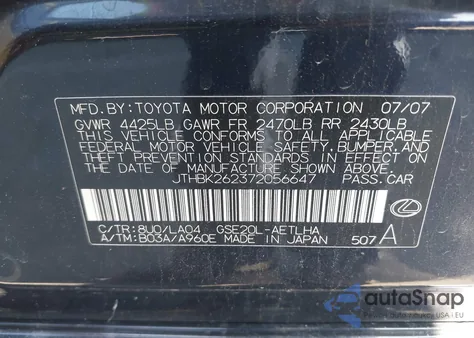 MFD. BY: TOYOTA MOTOR CORPORATION 07/07
GVWR 4425LB, GAWR FR 2470LB RR 2430LB
THIS VEHICLE CONFORMS TO ALL APPLICABLE
FEDERAL MOTOR VEHICLE SAFETY, BUMPER, AND
THEFT PREVENTION STANDARDS IN EFFECT ON
THE DATE OF MANUFACTURE SHOWN ABOVE.
JTHBK262372056647 PASS. CAR
C/TR: 8U0/LA04 GSE20L-AETLHA
A/TM: B03A/A960E MADE IN JAPAN 507 A
autaSnap